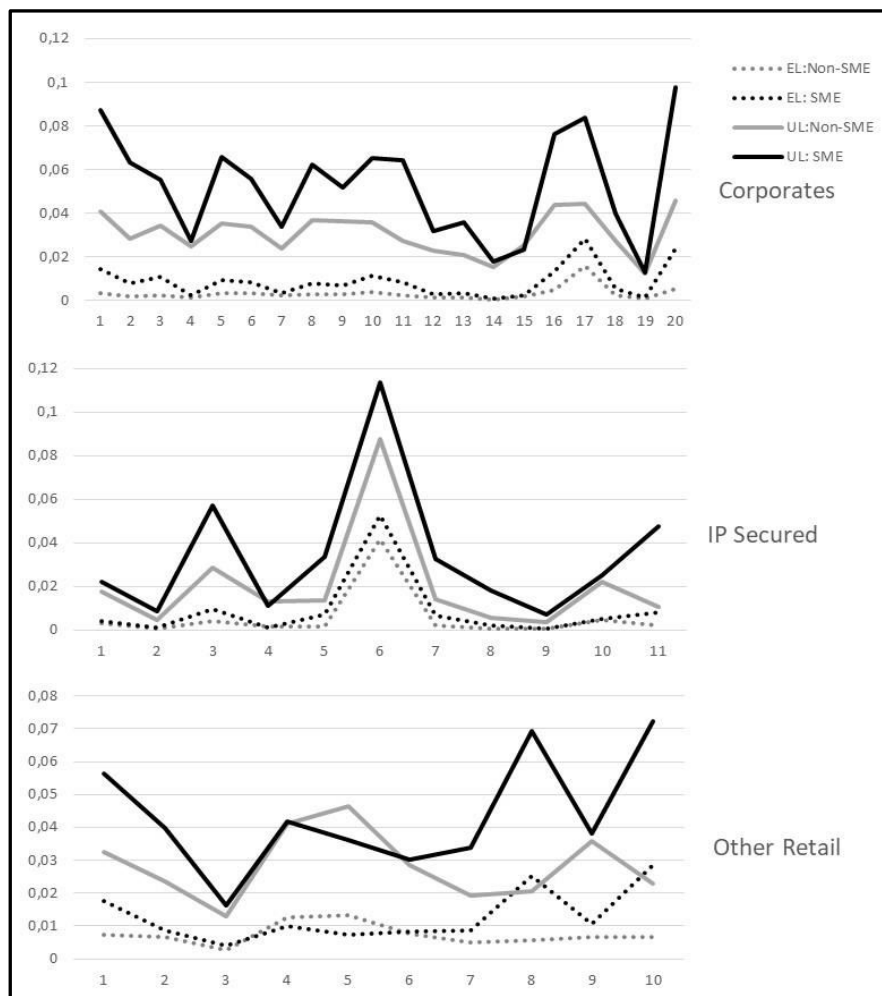 0,12
0,1
0,08
0,06
0,04
0,02
0
1 2 3 4 5 6 7 8 9 10 11 12 13 14 15 16 17 18 19 20
EL:Non-SME
EL: SME
UL:Non-SME
UL: SME
Corporates
0,12
0,1
0,08
0,06
0,04
0,02
0
1 2 3 4 5 6 7 8 9 10 11
IP Secured
0,08
0,07
0,06
0,05
0,04
0,03
0,02
0,01
0
1 2 3 4 5 6 7 8 9 10
Other Retail